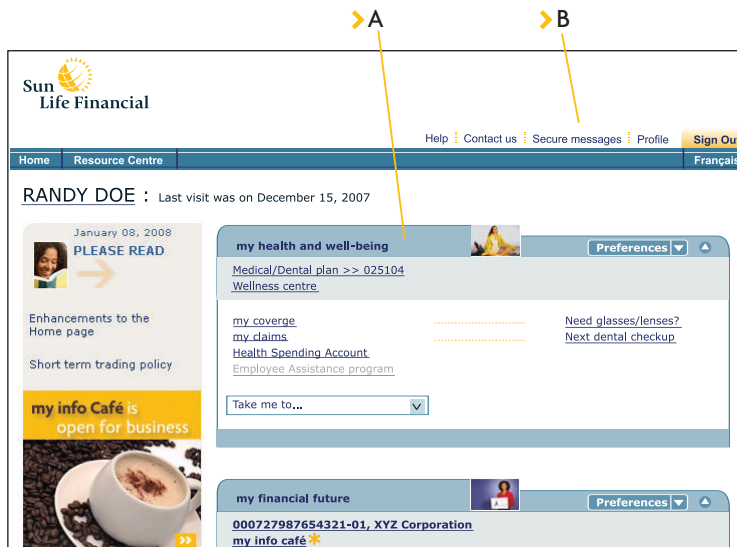 A
B
Sun
Life Financial
Help Contact us Secure messages Profile Sign Out
Home Resource Centre Français
RANDY DOE : Last visit was on December 15, 2007
January 08, 2008
PLEASE READ
Enhancements to the
Home page
Short term trading policy
my info Café is
open for business
my health and well-being Preferences
Medical/Dental plan >> 025104
Wellness centre
my coverge Need glasses/lenses?
my claims Next dental checkup
Health Spending Account
Employee Assistance program
Take me to...
my financial future Preferences
000727987654321-01, XYZ Corporation
my info café